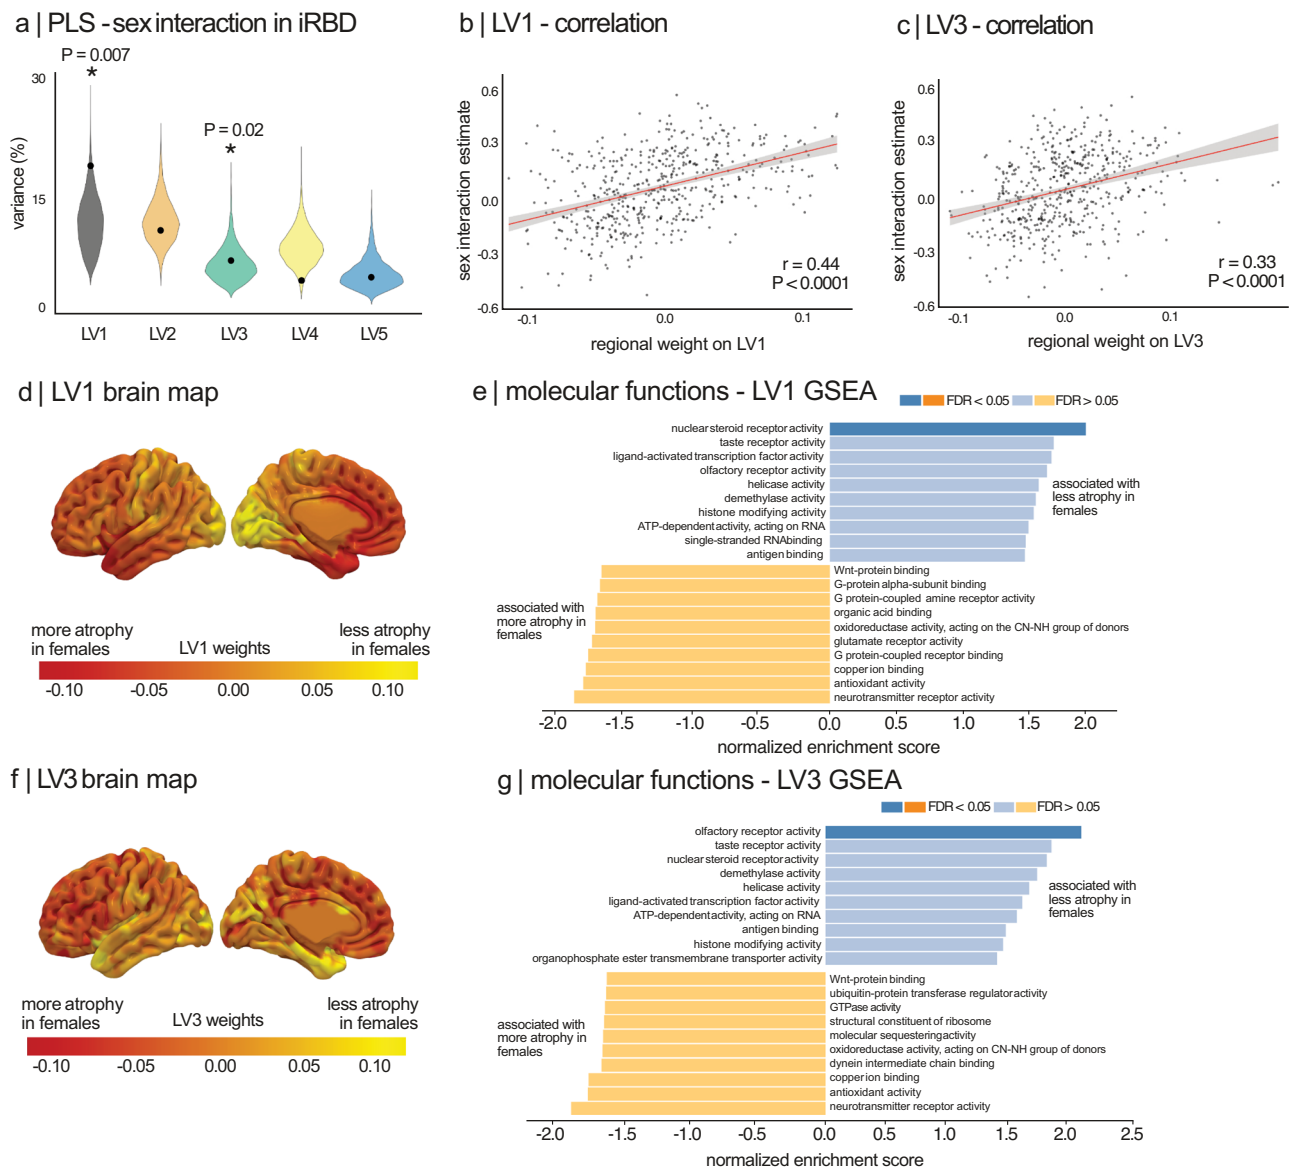 a | PLS - sex interaction in iRBD
P = 0.007
*
30
P = 0.02
*
variance (%)
15
0
LV1 LV2 LV3 LV4 LV5
b | LV1 - correlation
0.6
0.3
0.0
-0.3
-0.6
sex interaction estimate
r = 0.44
P < 0.0001
-0.1 0.0 0.1
regional weight on LV1
c | LV3 - correlation
0.6
0.3
0.0
-0.3
-0.6
sex interaction estimate
r = 0.33
P < 0.0001
-0.1 0.0 0.1
regional weight on LV3
d | LV1 brain map
more atrophy
in females
LV1 weights
less atrophy
in females
-0.10 -0.05 0.00 0.05 0.10
e | molecular functions - LV1 GSEA
FDR < 0.05 FDR > 0.05
nuclear steroid receptor activity
taste receptor activity
ligand-activated transcription factor activity
olfactory receptor activity
helicase activity
demethylase activity
histone modifying activity
ATP-dependent activity, acting on RNA
single-stranded RNA binding
antigen binding
associated with
less atrophy in
females
Wnt-protein binding
G-protein alpha-subunit binding
G protein-coupled amine receptor activity
organic acid binding
oxidoreductase activity, acting on the CN-NH group of donors
glutamate receptor activity
G protein-coupled receptor binding
copper ion binding
antioxidant activity
neurotransmitter receptor activity
associated with
more atrophy in
females
-2.0 -1.5 -1.0 -0.5 0.0 0.5 1.0 1.5 2.0
normalized enrichment score
f | LV3 brain map
more atrophy
in females
LV3 weights
less atrophy
in females
-0.10 -0.05 0.00 0.05 0.10
g | molecular functions - LV3 GSEA
FDR < 0.05 FDR > 0.05
olfactory receptor activity
taste receptor activity
nuclear steroid receptor activity
demethylase activity
helicase activity
ligand-activated transcription factor activity
ATP-dependent activity, acting on RNA
antigen binding
histone modifying activity
organophosphate ester transmembrane transporter activity
associated with
less atrophy in
females
Wnt-protein binding
ubiquitin-protein transferase regulator activity
GTPase activity
structural constituent of ribosome
molecular sequestering activity
oxidoreductase activity, acting on CN-NH group of donors
dynein intermediate chain binding
copper ion binding
antioxidant activity
neurotransmitter receptor activity
associated with
more atrophy in
females
-2.0 -1.5 -1.0 -0.5 0.0 0.5 1.0 1.5 2.0 2.5
normalized enrichment score